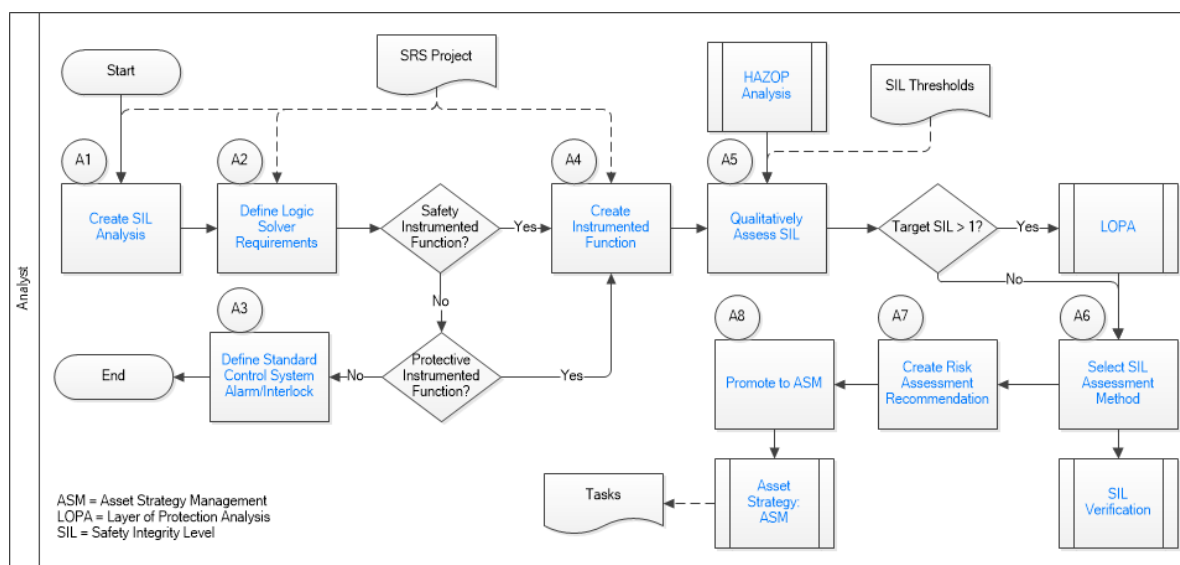 Analyst
Start
SRS Project
HAZOP
Analysis
SIL Thresholds
A1
Create SIL
Analysis
A2
Define Logic
Solver
Requirements
Safety
Instrumented
Function?
Yes
A4
Create
Instrumented
Function
A5
Qualitatively
Assess SIL
Target SIL > 1?
Yes
LOPA
No
No
End
A3
Define Standard
Control System
Alarm/Interlock
No
Protective
Instrumented
Function?
Yes
A8
Promote to ASM
A7
Create Risk
Assessment
Recommendation
A6
Select SIL
Assessment
Method
Tasks
Asset
Strategy:
ASM
SIL
Verification
ASM = Asset Strategy Management
LOPA = Layer of Protection Analysis
SIL = Safety Integrity Level